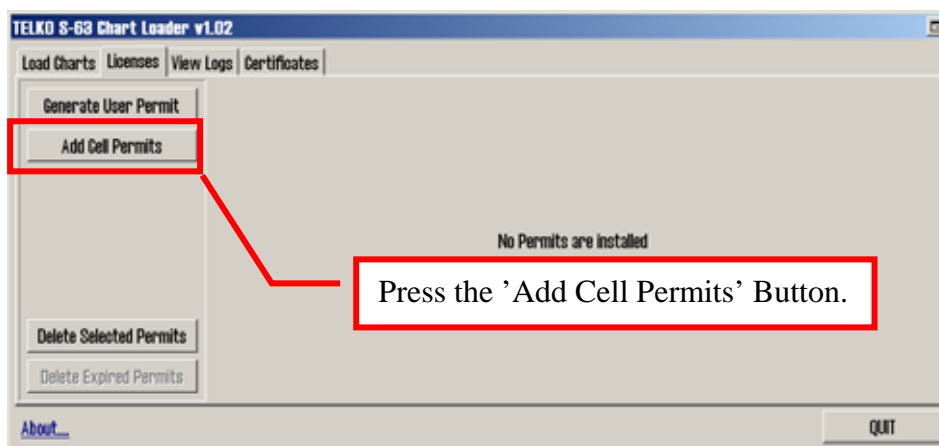 TELKO S-63 Chart Loader v1.02
Load Charts Licenses View Logs Certificates
Generate User Permit
Add Cell Permits
No Permits are installed
Press the ’Add Cell Permits’ Button.
Delete Selected Permits
Delete Expired Permits
About...
QUIT